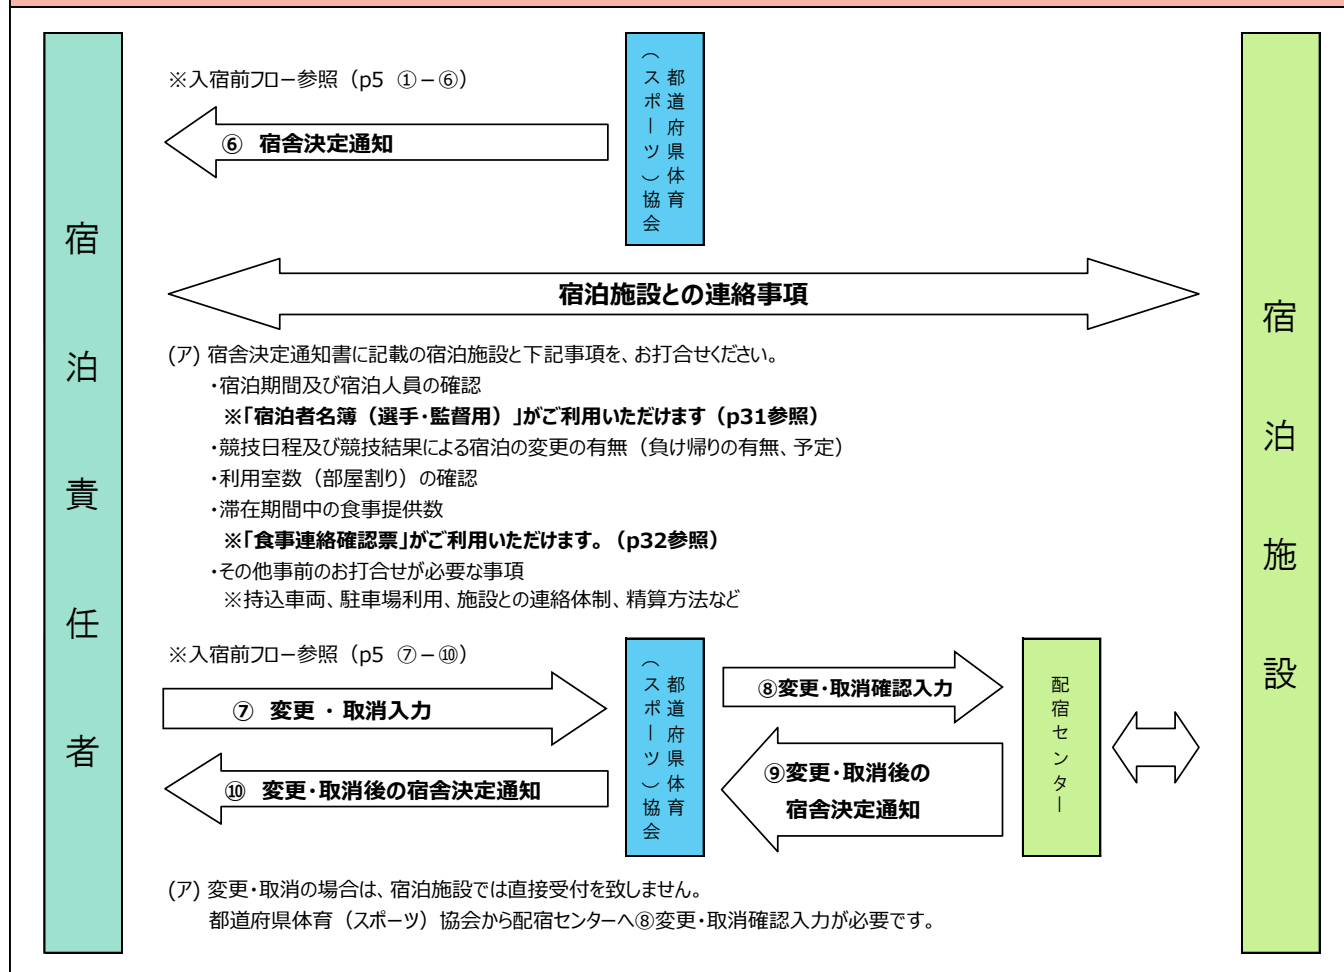 宿泊責任者
※入宿前フロー参照（p5 ①－⑥）
⑥ 宿舎決定通知
都道府県体育
（スポーツ）協会
宿泊施設との連絡事項
宿泊施設
(ア) 宿舎決定通知書に記載の宿泊施設と下記事項を、お打合せください。
・宿泊期間及び宿泊人員の確認
※「宿泊者名簿（選手・監督用）」がご利用いただけます（p31参照）
・競技日程及び競技結果による宿泊の変更の有無（負け帰りの有無、予定）
・利用室数（部屋割り）の確認
・滞在期間中の食事提供数
※「食事連絡確認票」がご利用いただけます。（p32参照）
・その他事前のお打合せが必要な事項
※持込車両、駐車場利用、施設との連絡体制、精算方法など
※入宿前フロー参照（p5 ⑦－⑩）
⑦ 変更 ・ 取消入力
都道府県体育
（スポーツ）協会
⑧変更・取消確認入力
配宿センター
⑨変更・取消後の
宿舎決定通知
⑩ 変更・取消後の宿舎決定通知
(ア) 変更・取消の場合は、宿泊施設では直接受付を致しません。
都道府県体育（スポーツ）協会から配宿センターへ⑧変更・取消確認入力が必要です。